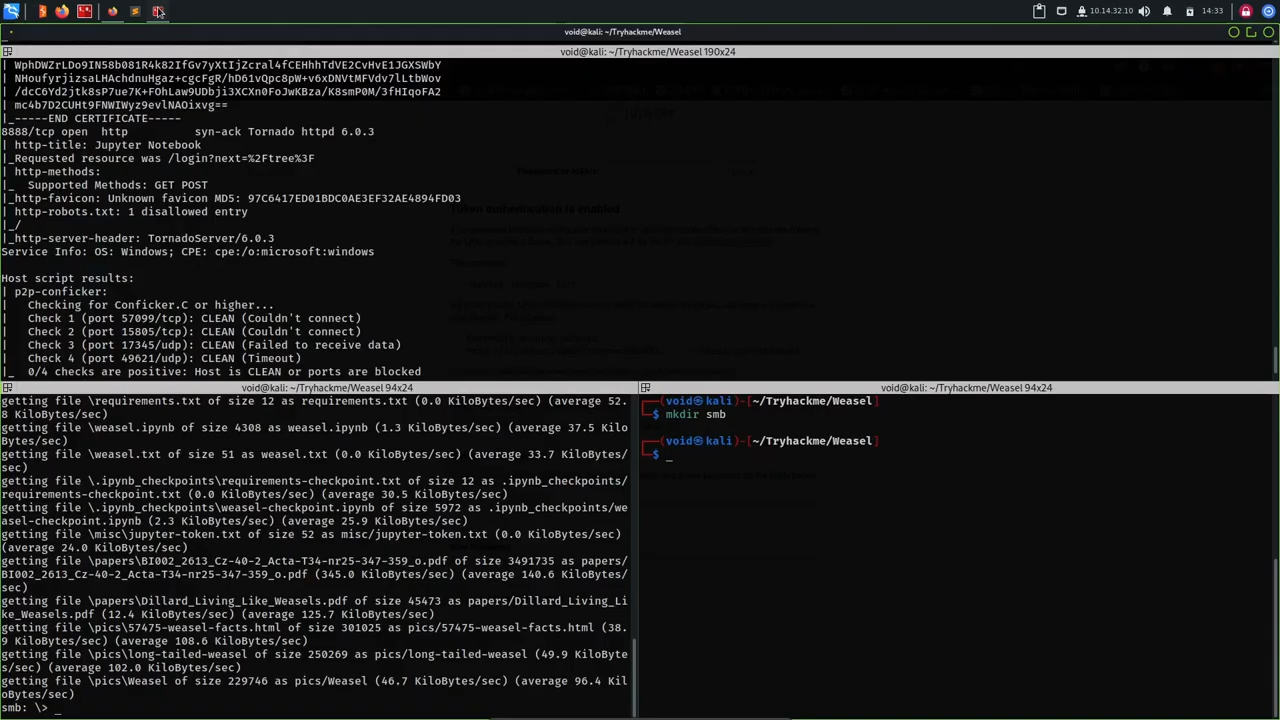 10.14.32.10
14:33
void@kali: ~/Tryhackme/Weasel
void@kali: ~/Tryhackme/Weasel 190x24
| WphDWZrLDo9IN58b081R4k82IfGv7yXtIjZcral4fCEHhhTdVE2CvHvE1JGXSWbY
| NHoufyrjizsaLHAchdnuHgaz+cgcFgR/hD61vQpc8pW+v6xDNVtMFVdv7lLtbWov
| /dcC6Yd2jtk8sP7ue7K+FOhLaw9UDbji3XCXn0FoJwKBza/K8smP0M/3fHIqoFA2
| mc4b7D2CUHt9FNWIWyz9evlNAOixvg==
|_-----END CERTIFICATE-----
8888/tcp open  http          syn-ack Tornado httpd 6.0.3
| http-title: Jupyter Notebook
|_Requested resource was /login?next=%2Ftree%3F
| http-methods:
|_  Supported Methods: GET POST
|_http-favicon: Unknown favicon MD5: 97C6417ED01BDC0AE3EF32AE4894FD03
| http-robots.txt: 1 disallowed entry
|_/
|_http-server-header: TornadoServer/6.0.3
Service Info: OS: Windows; CPE: cpe:/o:microsoft:windows
Host script results:
| p2p-conficker:
|   Checking for Conficker.C or higher...
|   Check 1 (port 57099/tcp): CLEAN (Couldn't connect)
|   Check 2 (port 15805/tcp): CLEAN (Couldn't connect)
|   Check 3 (port 17345/udp): CLEAN (Failed to receive data)
|   Check 4 (port 49621/udp): CLEAN (Timeout)
|_  0/4 checks are positive: Host is CLEAN or ports are blocked
Token authentication is enabled
void@kali: ~/Tryhackme/Weasel 94x24
getting file \requirements.txt of size 12 as requirements.txt (0.0 KiloBytes/sec) (average 52.
8 KiloBytes/sec)
getting file \weasel.ipynb of size 4308 as weasel.ipynb (1.3 KiloBytes/sec) (average 37.5 Kilo
Bytes/sec)
getting file \weasel.txt of size 51 as weasel.txt (0.0 KiloBytes/sec) (average 33.7 KiloBytes/
sec)
getting file \.ipynb_checkpoints\requirements-checkpoint.txt of size 12 as .ipynb_checkpoints/
requirements-checkpoint.txt (0.0 KiloBytes/sec) (average 30.5 KiloBytes/sec)
getting file \.ipynb_checkpoints\weasel-checkpoint.ipynb of size 5972 as .ipynb_checkpoints/we
asel-checkpoint.ipynb (2.3 KiloBytes/sec) (average 25.9 KiloBytes/sec)
getting file \misc\jupyter-token.txt of size 52 as misc/jupyter-token.txt (0.0 KiloBytes/sec)
(average 24.0 KiloBytes/sec)
getting file \papers\BI002_2613_Cz-40-2_Acta-T34-nr25-347-359_o.pdf of size 3491735 as papers/
BI002_2613_Cz-40-2_Acta-T34-nr25-347-359_o.pdf (345.0 KiloBytes/sec) (average 140.6 KiloBytes/
sec)
getting file \papers\Dillard_Living_Like_Weasels.pdf of size 45473 as papers/Dillard_Living_Li
ke_Weasels.pdf (12.4 KiloBytes/sec) (average 125.7 KiloBytes/sec)
getting file \pics\57475-weasel-facts.html of size 301025 as pics/57475-weasel-facts.html (38.
9 KiloBytes/sec) (average 108.6 KiloBytes/sec)
getting file \pics\long-tailed-weasel of size 250269 as pics/long-tailed-weasel (49.9 KiloByte
s/sec) (average 102.0 KiloBytes/sec)
getting file \pics\Weasel of size 229746 as pics/Weasel (46.7 KiloBytes/sec) (average 96.4 Kil
oBytes/sec)
smb: \> _
void@kali: ~/Tryhackme/Weasel 94x24
┌──(void㉿kali)-[~/Tryhackme/Weasel]
└─$ mkdir smb
┌──(void㉿kali)-[~/Tryhackme/Weasel]
└─$ _